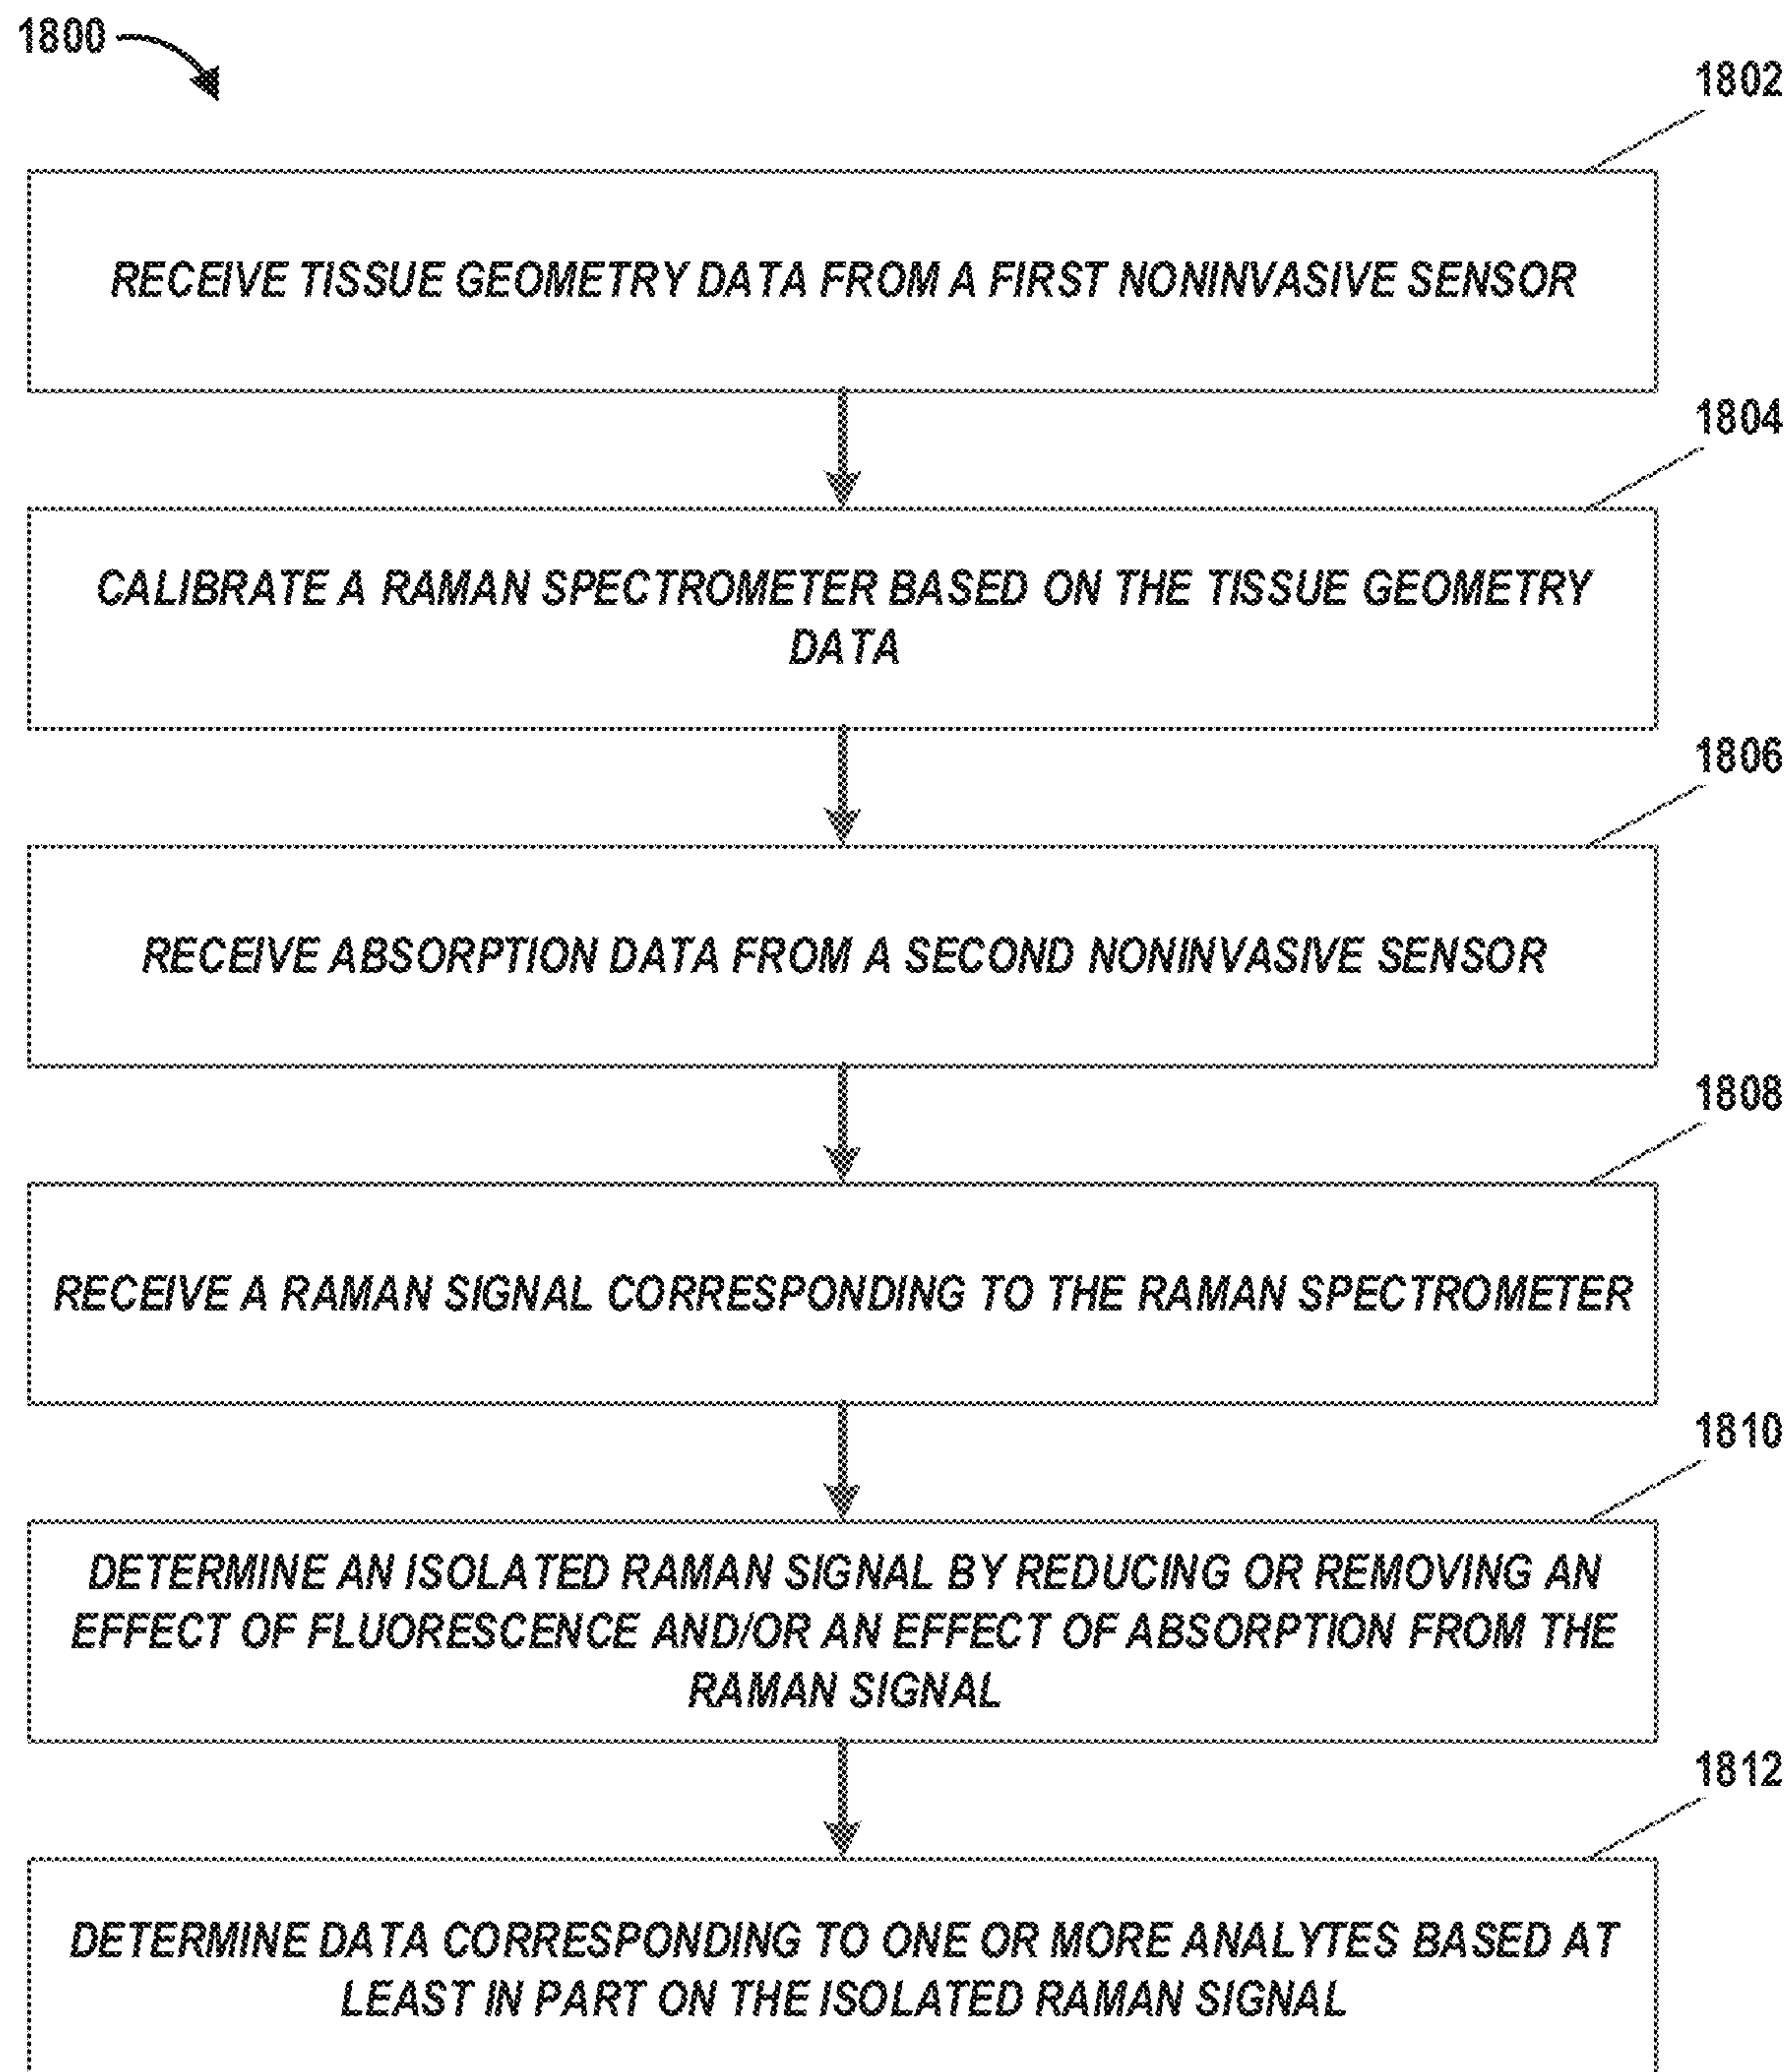 1800
1802
RECEIVE TISSUE GEOMETRY DATA FROM A FIRST NONINVASIVE SENSOR
1804
CALIBRATE A RAMAN SPECTROMETER BASED ON THE TISSUE GEOMETRY
DATA
1806
RECEIVE ABSORPTION DATA FROM A SECOND NONINVASIVE SENSOR
1808
RECEIVE A RAMAN SIGNAL CORRESPONDING TO THE RAMAN SPECTROMETER
1810
DETERMINE AN ISOLATED RAMAN SIGNAL BY REDUCING OR REMOVING AN
EFFECT OF FLUORESCENCE AND/OR AN EFFECT OF ABSORPTION FROM THE
RAMAN SIGNAL
1812
DETERMINE DATA CORRESPONDING TO ONE OR MORE ANALYTES BASED AT
LEAST IN PART ON THE ISOLATED RAMAN SIGNAL